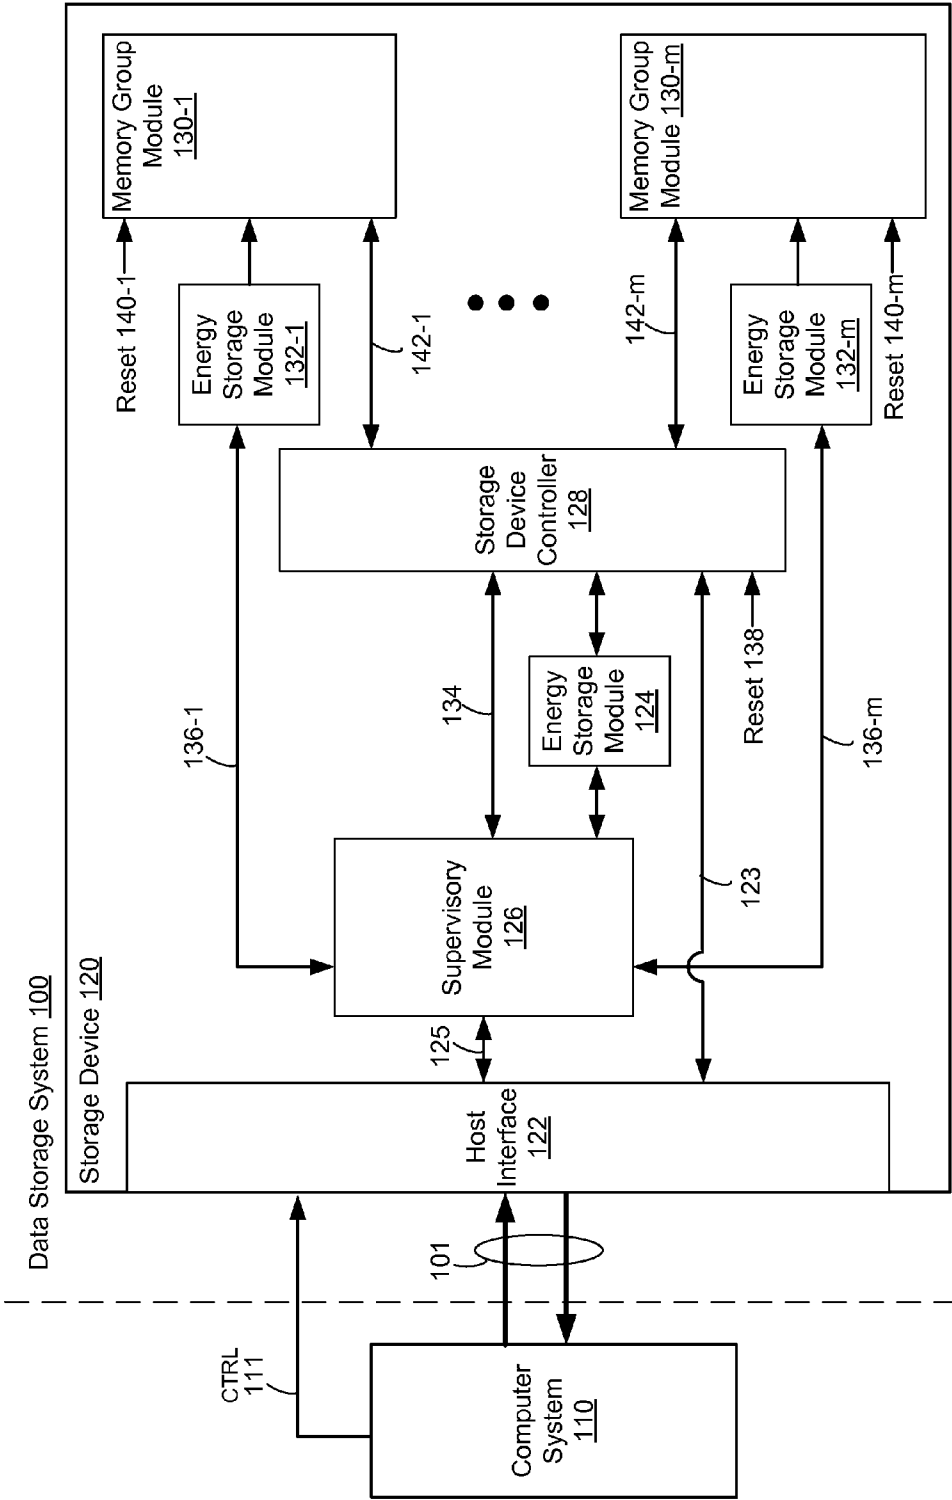 Data Storage System 100
Storage Device 120
Computer
System
110
CTRL
111
101
Host
Interface
122
125
Supervisory
Module
126
136-1
134
Energy
Storage
Module
124
123
136-m
Reset 138
Storage
Device
Controller
128
Reset 140-1
Energy
Storage
Module
132-1
142-1
142-m
Energy
Storage
Module
132-m
Reset 140-m
Memory Group
Module
130-1
Memory Group
Module 130-m